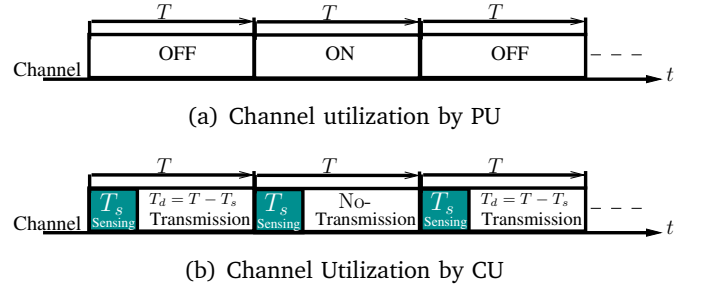 T T T
OFF ON OFF
Channel
t
(a) Channel utilization by PU
T T T
T_s T_d = T − T_s T_s No- T_s T_d = T − T_s
Sensing Transmission Sensing Transmission Sensing Transmission
Channel
t
(b) Channel Utilization by CU